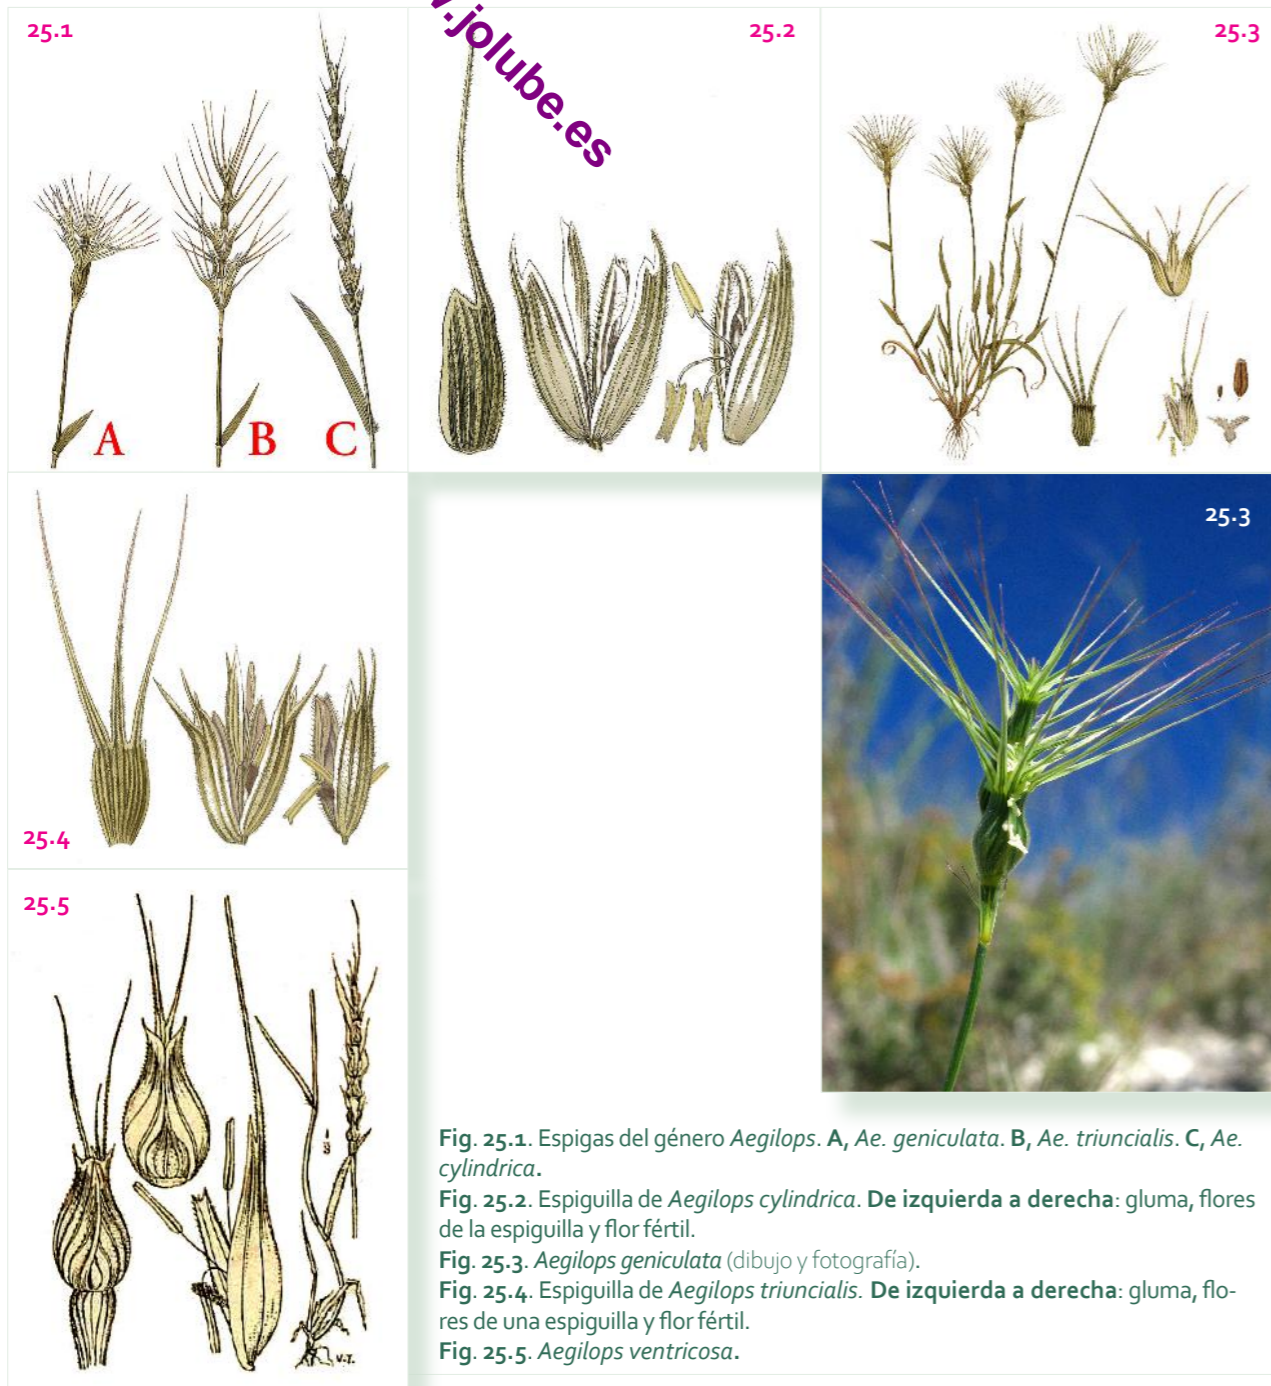 25.1
w.jolube.es
25.2
25.3
A
B
C
25.4
25.3
25.5
V.T.
Fig. 25.1. Espigas del género Aegilops. A, Ae. geniculata. B, Ae. triuncialis. C, Ae.
cylindrica.
Fig. 25.2. Espiguilla de Aegilops cylindrica. De izquierda a derecha: gluma, flores
de la espiguilla y flor fértil.
Fig. 25.3. Aegilops geniculata (dibujo y fotografía).
Fig. 25.4. Espiguilla de Aegilops triuncialis. De izquierda a derecha: gluma, flo-
res de una espiguilla y flor fértil.
Fig. 25.5. Aegilops ventricosa.